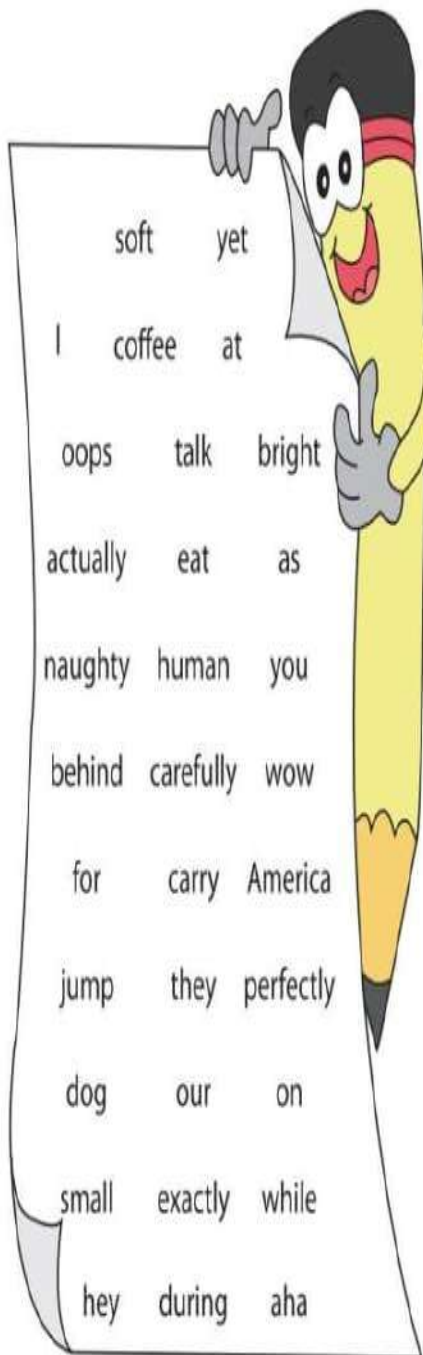 soft yet
I coffee at
oops talk bright
actually eat as
naughty human you
behind carefully wow
for carry America
jump they perfectly
dog our on
small exactly while
hey during aha